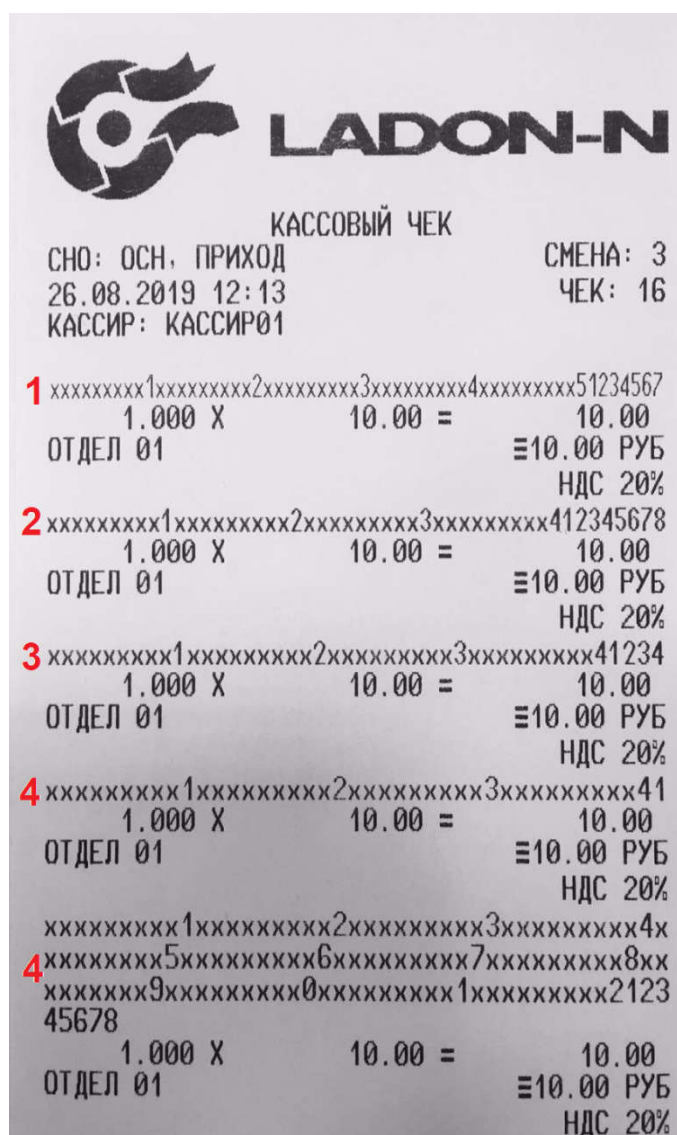 LADON-N
КАССОВЫЙ ЧЕК
СНО: ОСН, ПРИХОД СМЕНА: 3
26.08.2019 12:13 ЧЕК: 16
КАССИР: КАССИР01
1 xxxxxxxxx1xxxxxxxxx2xxxxxxxxx3xxxxxxxxx4xxxxxxxxx51234567
1.000 X 10.00 = 10.00
ОТДЕЛ 01 ≡10.00 РУБ
НДС 20%
2 xxxxxxxxx1xxxxxxxxx2xxxxxxxxx3xxxxxxxxx412345678
1.000 X 10.00 = 10.00
ОТДЕЛ 01 ≡10.00 РУБ
НДС 20%
3 xxxxxxxxx1xxxxxxxxx2xxxxxxxxx3xxxxxxxxx41234
1.000 X 10.00 = 10.00
ОТДЕЛ 01 ≡10.00 РУБ
НДС 20%
4 xxxxxxxxx1xxxxxxxxx2xxxxxxxxx3xxxxxxxxx41
1.000 X 10.00 = 10.00
ОТДЕЛ 01 ≡10.00 РУБ
НДС 20%
xxxxxxxxx1xxxxxxxxx2xxxxxxxxx3xxxxxxxxx4x
4 xxxxxxxx5xxxxxxxxx6xxxxxxxxx7xxxxxxxxx8xx
xxxxxxx9xxxxxxxxx0xxxxxxxxx1xxxxxxxxx2123
45678
1.000 X 10.00 = 10.00
ОТДЕЛ 01 ≡10.00 РУБ
НДС 20%